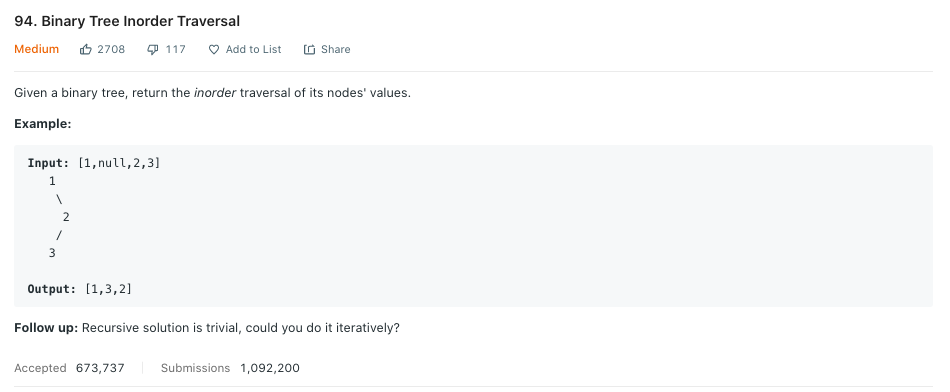 94. Binary Tree Inorder Traversal
Medium 2708 117 Add to List Share
Given a binary tree, return the inorder traversal of its nodes' values.
Example:
Input: [1,null,2,3]
   1
    \
     2
    /
   3
Output: [1,3,2]
Follow up: Recursive solution is trivial, could you do it iteratively?
Accepted 673,737 Submissions 1,092,200